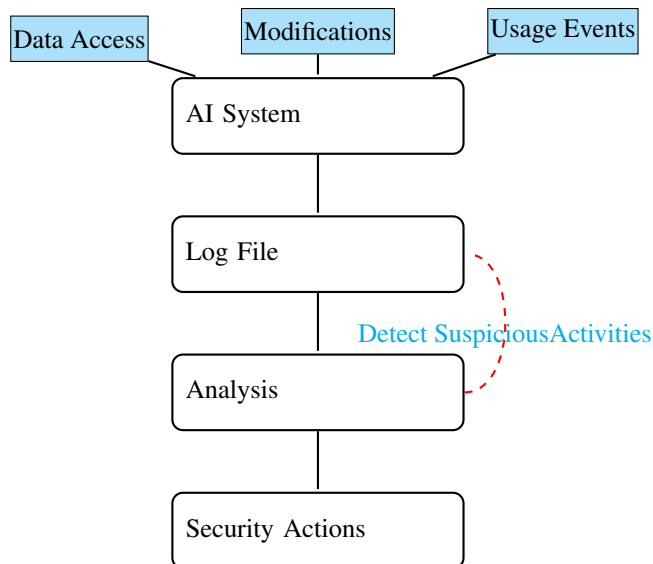 Data Access
Modifications
Usage Events
AI System
Log File
Detect SuspiciousActivities
Analysis
Security Actions